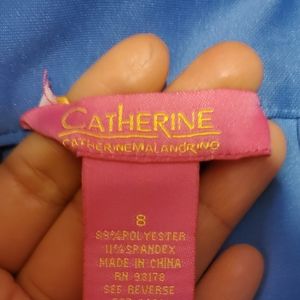 CATHERINE
CATHERINEMALANDRINO
8
89%POLYESTER
11%SPANDEX
MADE IN CHINA
RN 93178
SEE REVERSE